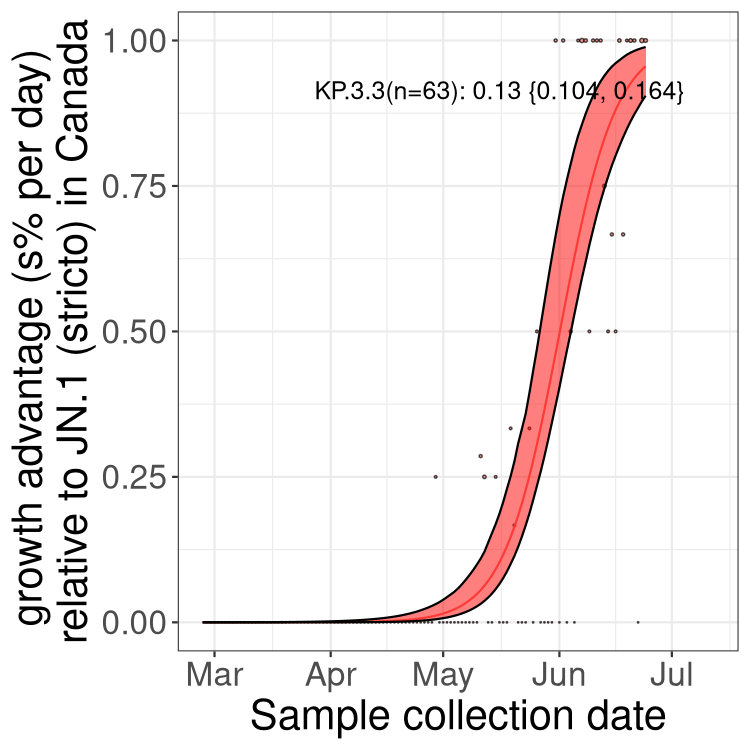 growth advantage (s% per day)
relative to JN.1 (stricto) in Canada
1.00
0.75
0.50
0.25
0.00
KP.3.3(n=63): 0.13 {0.104, 0.164}
Mar Apr May Jun Jul
Sample collection date